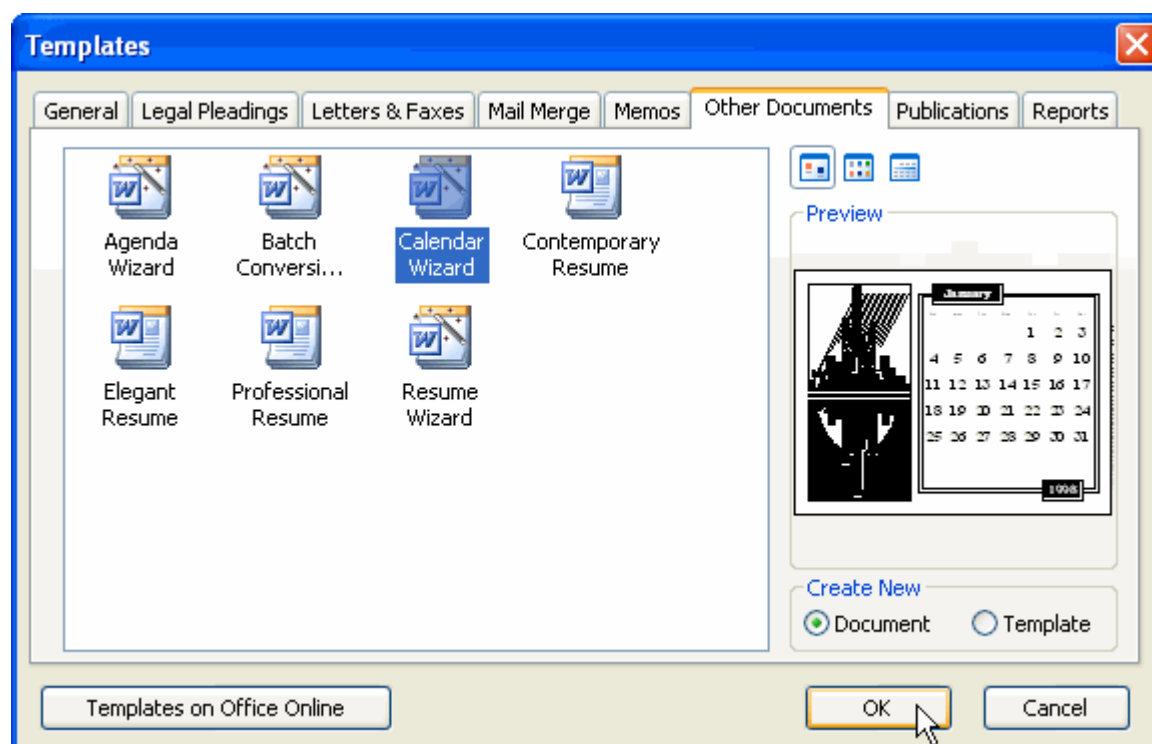 Templates
General Legal Pleadings Letters & Faxes Mail Merge Memos Other Documents Publications Reports
Agenda Wizard
Batch Conversi...
Calendar Wizard
Contemporary Resume
Elegant Resume
Professional Resume
Resume Wizard
Preview
January
1 2 3
4 5 6 7 8 9 10
11 12 13 14 15 16 17
18 19 20 21 22 23 24
25 26 27 28 29 30 31
1998
Create New
Document Template
Templates on Office Online OK Cancel